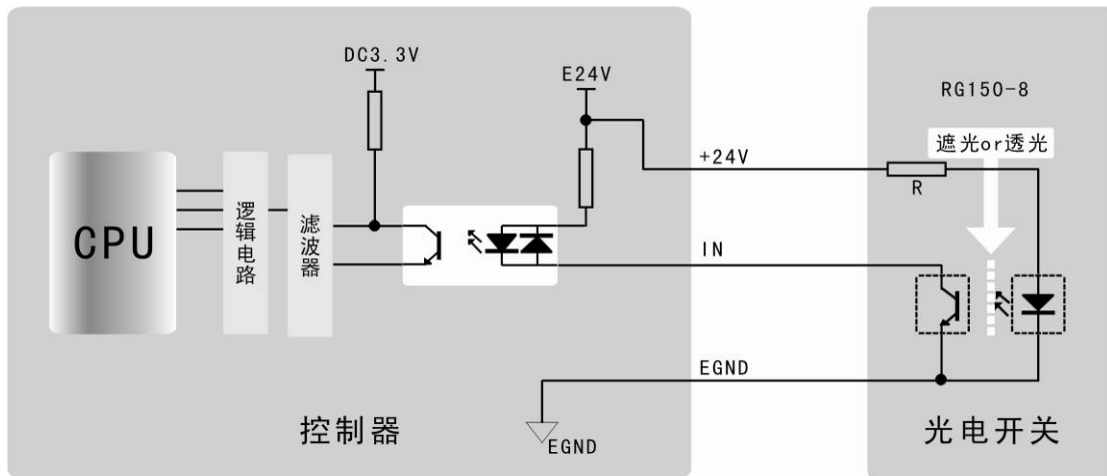 DC3.3V
E24V
RG150-8
遮光or透光
+24V
R
CPU
逻辑电路
滤波器
IN
EGND
控制器
EGND
光电开关